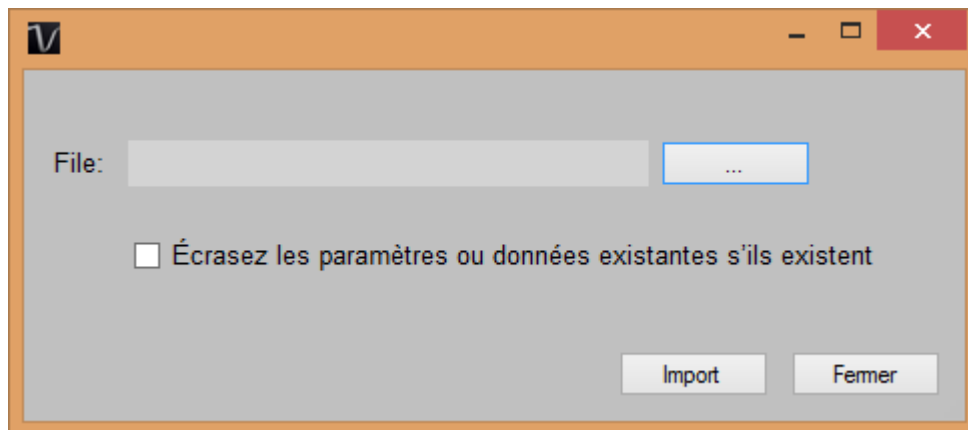 File:
...
Écrasez les paramètres ou données existantes s'ils existent
Import
Fermer